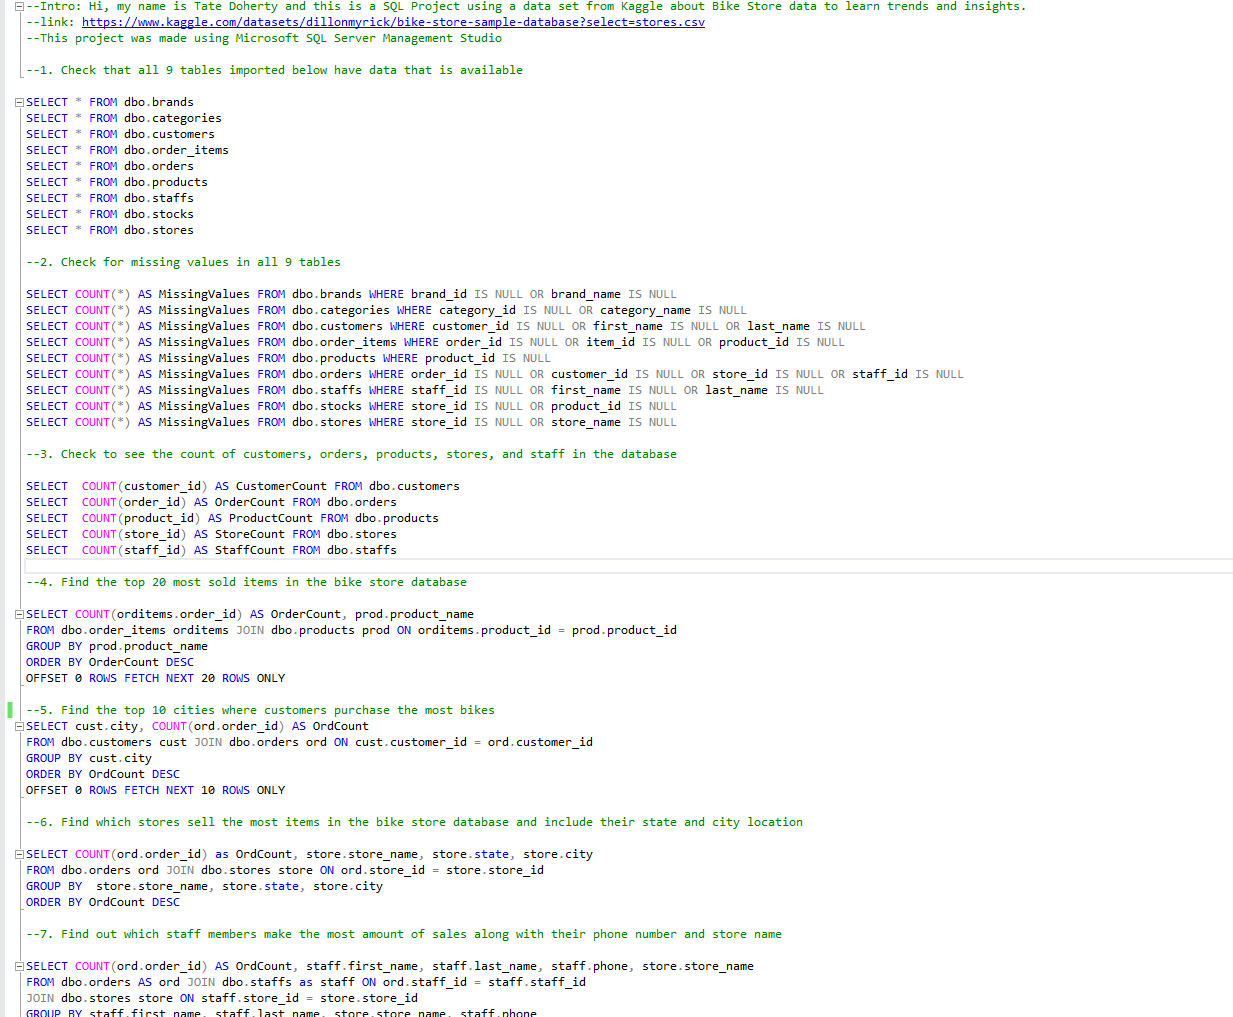 --Intro: Hi, my name is Tate Doherty and this is a SQL Project using a data set from Kaggle about Bike Store data to learn trends and insights.
--link: https://www.kaggle.com/datasets/dillonmyrick/bike-store-sample-database?select=stores.csv
--This project was made using Microsoft SQL Server Management Studio
--1. Check that all 9 tables imported below have data that is available
SELECT * FROM dbo.brands
SELECT * FROM dbo.categories
SELECT * FROM dbo.customers
SELECT * FROM dbo.order_items
SELECT * FROM dbo.orders
SELECT * FROM dbo.products
SELECT * FROM dbo.staffs
SELECT * FROM dbo.stocks
SELECT * FROM dbo.stores
--2. Check for missing values in all 9 tables
SELECT COUNT(*) AS MissingValues FROM dbo.brands WHERE brand_id IS NULL OR brand_name IS NULL
SELECT COUNT(*) AS MissingValues FROM dbo.categories WHERE category_id IS NULL OR category_name IS NULL
SELECT COUNT(*) AS MissingValues FROM dbo.customers WHERE customer_id IS NULL OR first_name IS NULL OR last_name IS NULL
SELECT COUNT(*) AS MissingValues FROM dbo.order_items WHERE order_id IS NULL OR item_id IS NULL OR product_id IS NULL
SELECT COUNT(*) AS MissingValues FROM dbo.products WHERE product_id IS NULL
SELECT COUNT(*) AS MissingValues FROM dbo.orders WHERE order_id IS NULL OR customer_id IS NULL OR store_id IS NULL OR staff_id IS NULL
SELECT COUNT(*) AS MissingValues FROM dbo.staffs WHERE staff_id IS NULL OR first_name IS NULL OR last_name IS NULL
SELECT COUNT(*) AS MissingValues FROM dbo.stocks WHERE store_id IS NULL OR product_id IS NULL
SELECT COUNT(*) AS MissingValues FROM dbo.stores WHERE store_id IS NULL OR store_name IS NULL
--3. Check to see the count of customers, orders, products, stores, and staff in the database
SELECT  COUNT(customer_id) AS CustomerCount FROM dbo.customers
SELECT  COUNT(order_id) AS OrderCount FROM dbo.orders
SELECT  COUNT(product_id) AS ProductCount FROM dbo.products
SELECT  COUNT(store_id) AS StoreCount FROM dbo.stores
SELECT  COUNT(staff_id) AS StaffCount FROM dbo.staffs
--4. Find the top 20 most sold items in the bike store database
SELECT COUNT(orditems.order_id) AS OrderCount, prod.product_name
FROM dbo.order_items orditems JOIN dbo.products prod ON orditems.product_id = prod.product_id
GROUP BY prod.product_name
ORDER BY OrderCount DESC
OFFSET 0 ROWS FETCH NEXT 20 ROWS ONLY
--5. Find the top 10 cities where customers purchase the most bikes
SELECT cust.city, COUNT(ord.order_id) AS OrdCount
FROM dbo.customers cust JOIN dbo.orders ord ON cust.customer_id = ord.customer_id
GROUP BY cust.city
ORDER BY OrdCount DESC
OFFSET 0 ROWS FETCH NEXT 10 ROWS ONLY
--6. Find which stores sell the most items in the bike store database and include their state and city location
SELECT COUNT(ord.order_id) as OrdCount, store.store_name, store.state, store.city
FROM dbo.orders ord JOIN dbo.stores store ON ord.store_id = store.store_id
GROUP BY  store.store_name, store.state, store.city
ORDER BY OrdCount DESC
--7. Find out which staff members make the most amount of sales along with their phone number and store name
SELECT COUNT(ord.order_id) AS OrdCount, staff.first_name, staff.last_name, staff.phone, store.store_name
FROM dbo.orders AS ord JOIN dbo.staffs as staff ON ord.staff_id = staff.staff_id
JOIN dbo.stores store ON staff.store_id = store.store_id
GROUP BY staff.first_name, staff.last_name, store.store_name, staff.phone